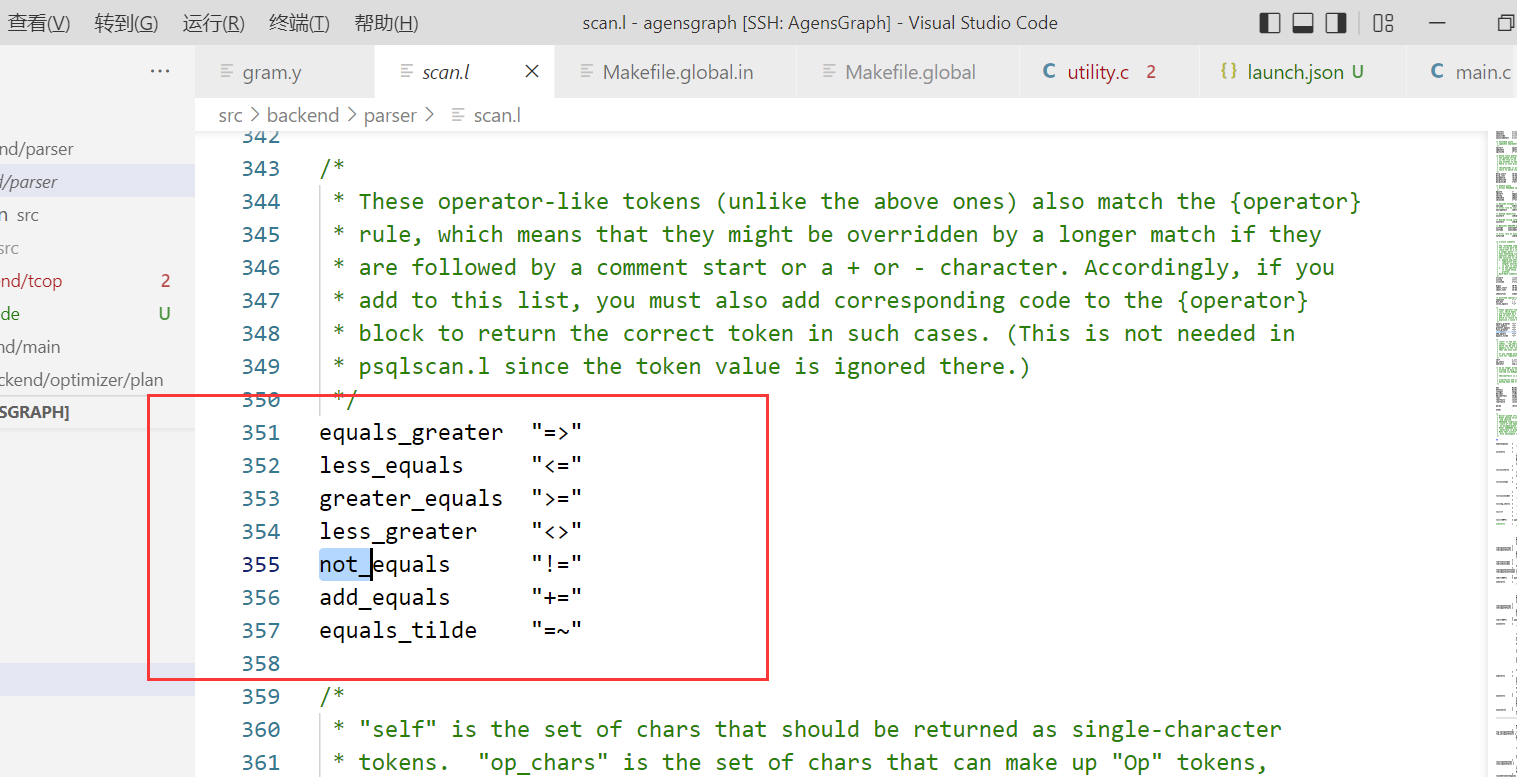 查看(V) 转到(G) 运行(R) 终端(T) 帮助(H) scan.l - agensgraph [SSH: AgensGraph] - Visual Studio Code
··· gram.y scan.l Makefile.global.in Makefile.global C utility.c 2 {} launch.json U C main.c
src > backend > parser > scan.l
nd/parser
d/parser
n src
src
end/tcop 2
de U
nd/main
ckend/optimizer/plan
SGRAPH]
342
343 /*
344 * These operator-like tokens (unlike the above ones) also match the {operator}
345 * rule, which means that they might be overridden by a longer match if they
346 * are followed by a comment start or a + or - character. Accordingly, if you
347 * add to this list, you must also add corresponding code to the {operator}
348 * block to return the correct token in such cases. (This is not needed in
349 * psqlscan.l since the token value is ignored there.)
350 */
351 equals_greater "=>"
352 less_equals "<="
353 greater_equals ">="
354 less_greater "<>"
355 not_equals "!="
356 add_equals "+="
357 equals_tilde "=~"
358
359 /*
360 * "self" is the set of chars that should be returned as single-character
361 * tokens. "op_chars" is the set of chars that can make up "Op" tokens,